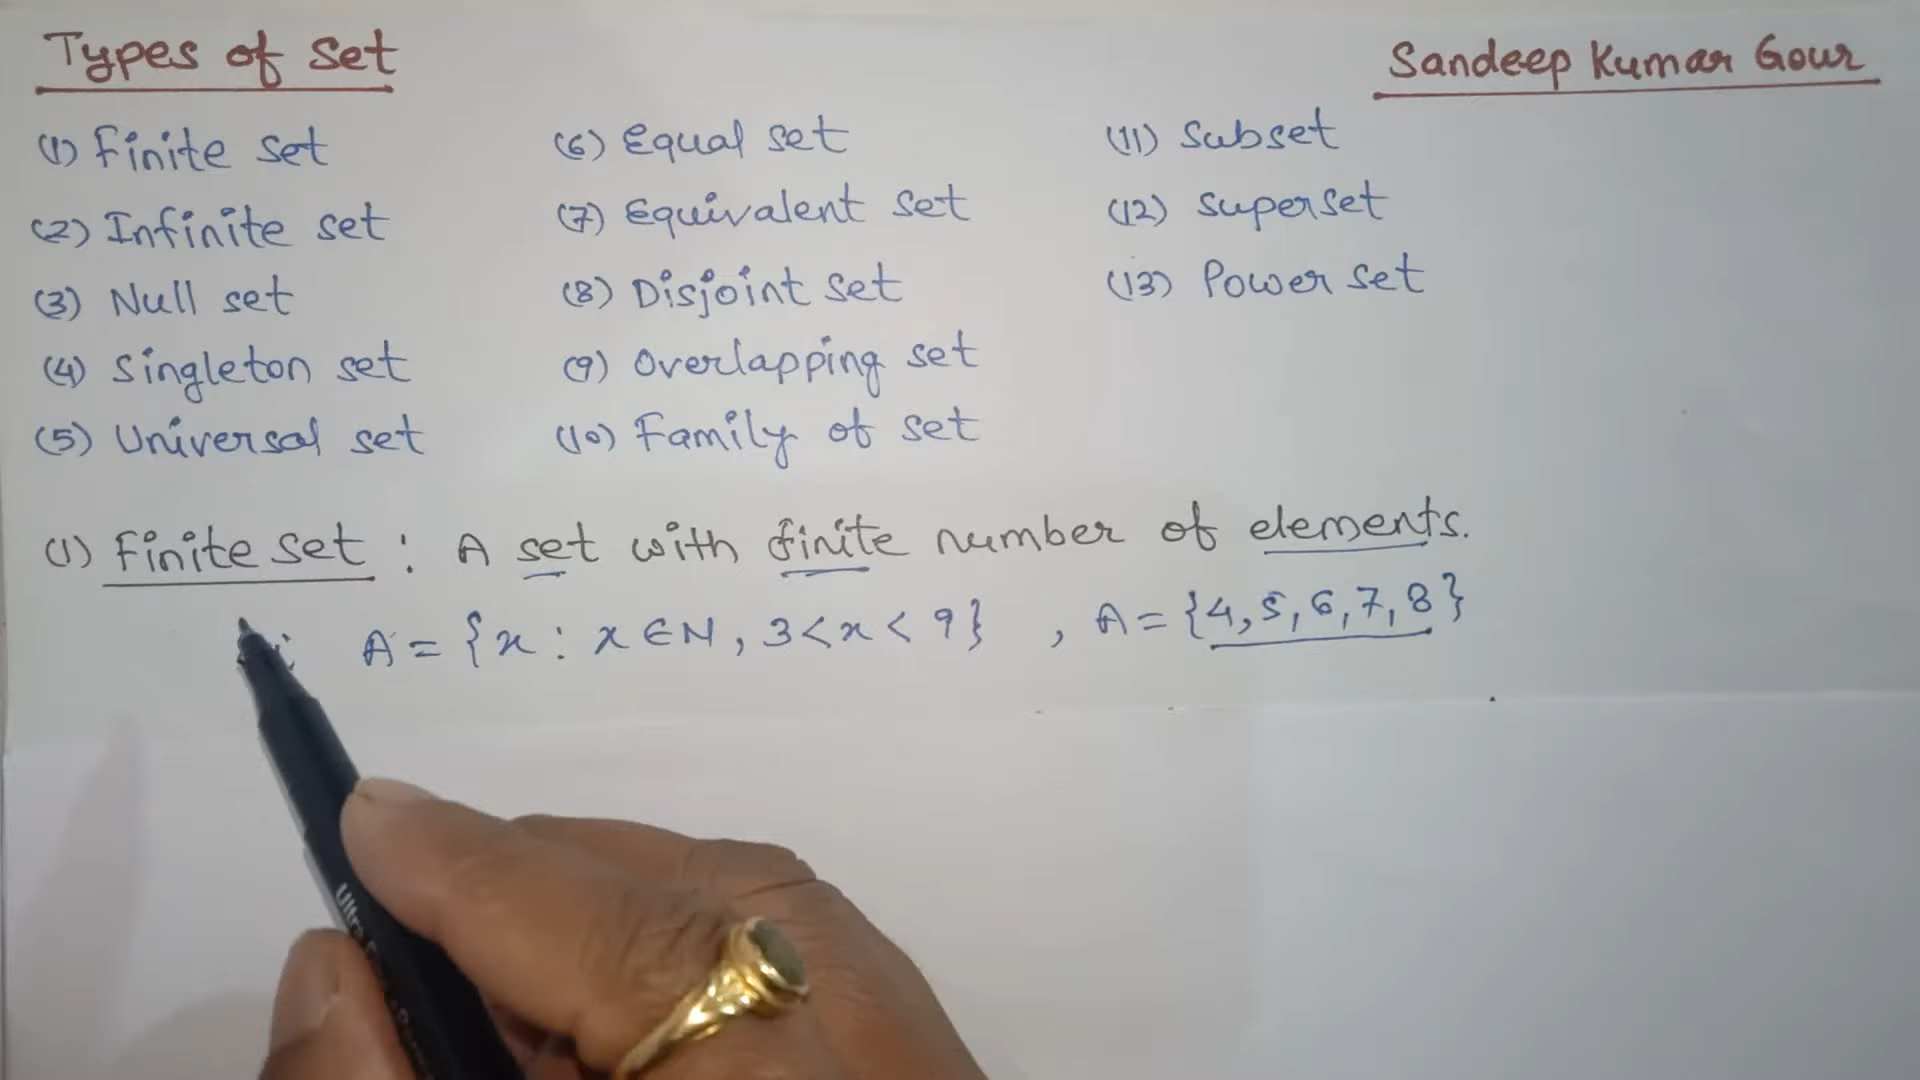 Types of Set
Sandeep Kumar Gour
(1) Finite set
(2) Infinite set
(3) Null set
(4) Singleton set
(5) Universal set
(6) Equal set
(7) Equivalent set
(8) Disjoint set
(9) Overlapping set
(10) Family of set
(11) Subset
(12) Superset
(13) Power set
(1) Finite set : A set with finite number of elements.
A = {x : x ∈ N, 3 < x < 9} , A = {4, 5, 6, 7, 8}
Ultra